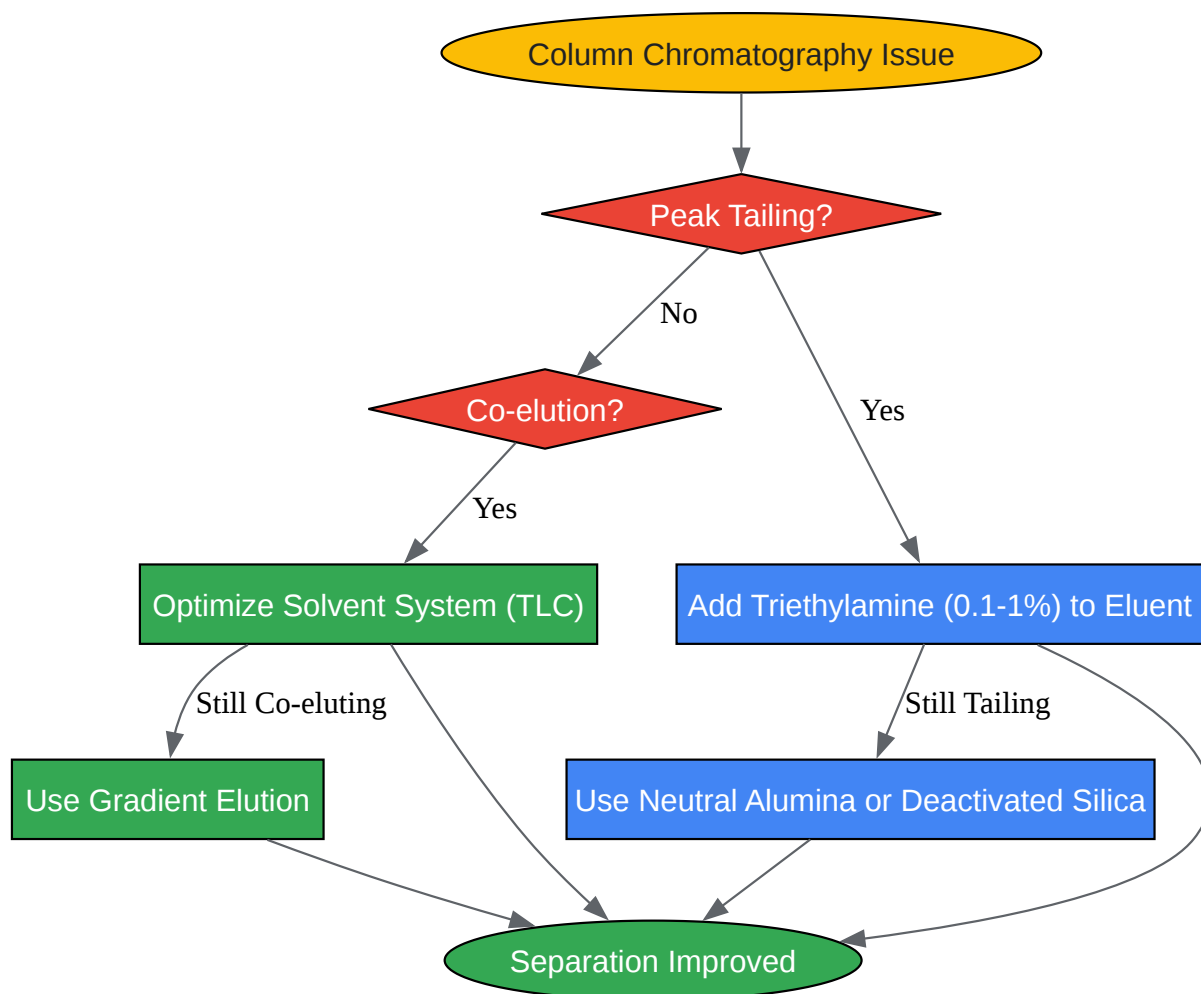 Column Chromatography Issue
Peak Tailing?
No
Co-elution?
Yes
Yes
Optimize Solvent System (TLC)
Add Triethylamine (0.1-1%) to Eluent
Still Co-eluting
Still Tailing
Use Gradient Elution
Use Neutral Alumina or Deactivated Silica
Separation Improved